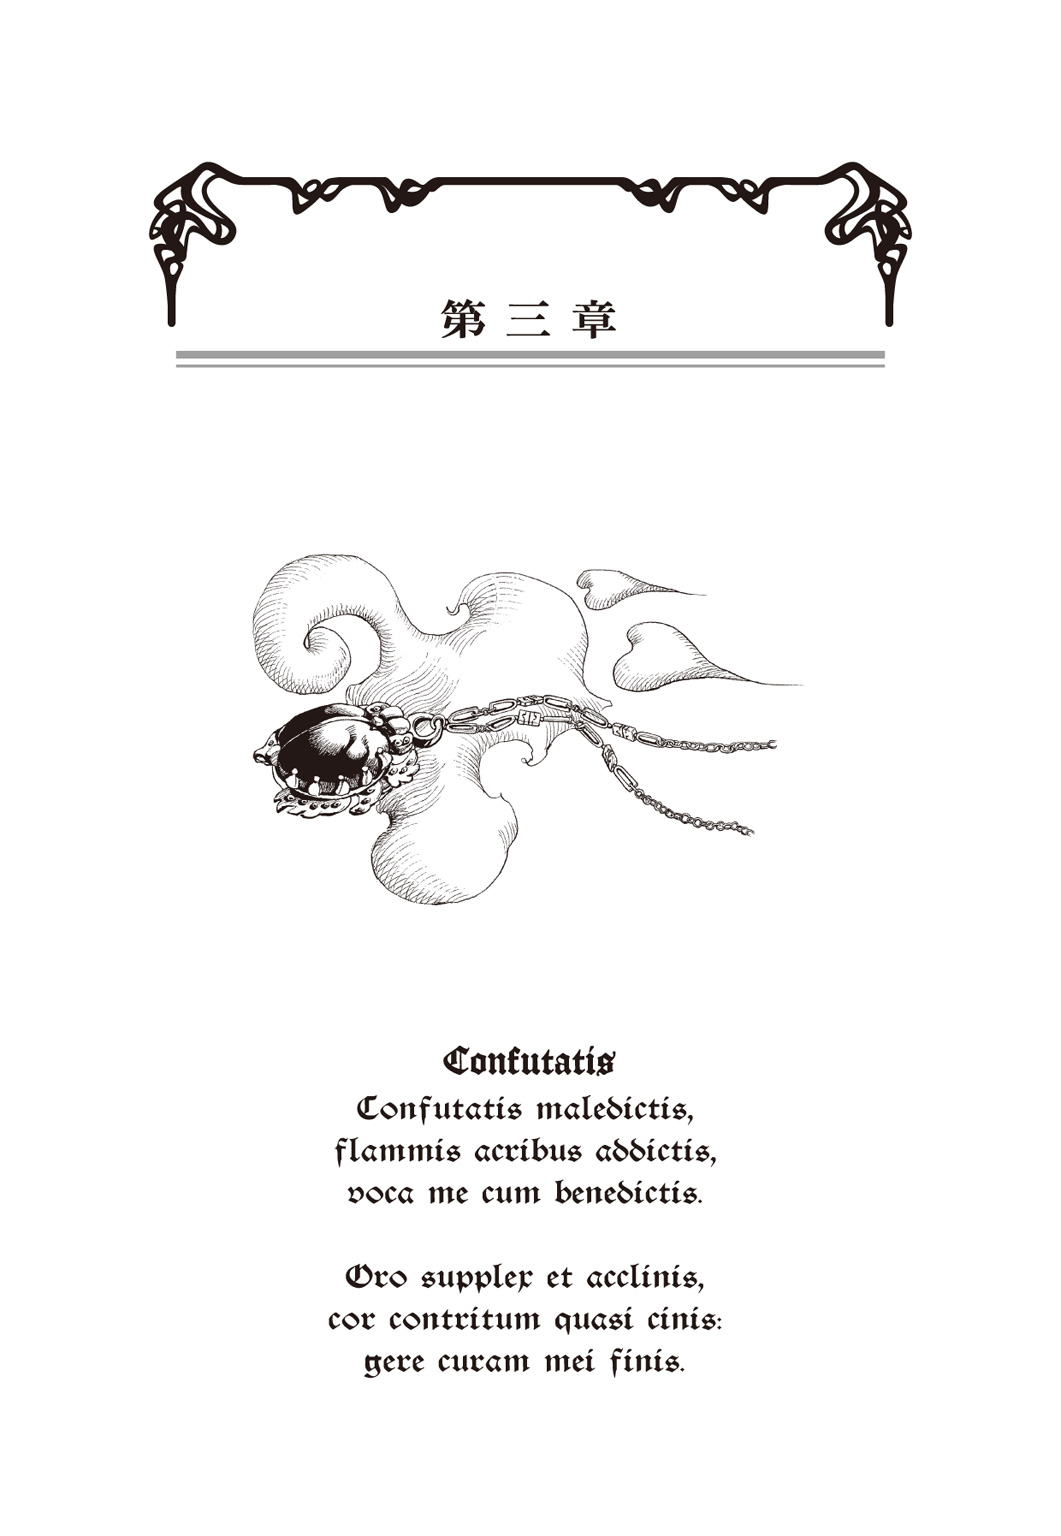 第三章
Confutatis
Confutatis maledictis,
flammis acribus addictis,
voca me cum benedictis.
Oro supplex et acclinis,
cor contritum quasi cinis:
gere curam mei finis.